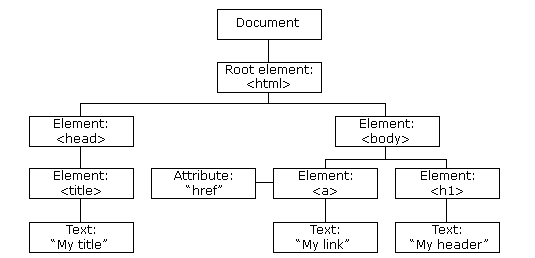 Document
Root element:
<html>
Element:
<head>
Element:
<body>
Element:
<title>
Attribute:
“href”
Element:
<a>
Element:
<h1>
Text:
“My title”
Text:
“My link”
Text:
“My header”